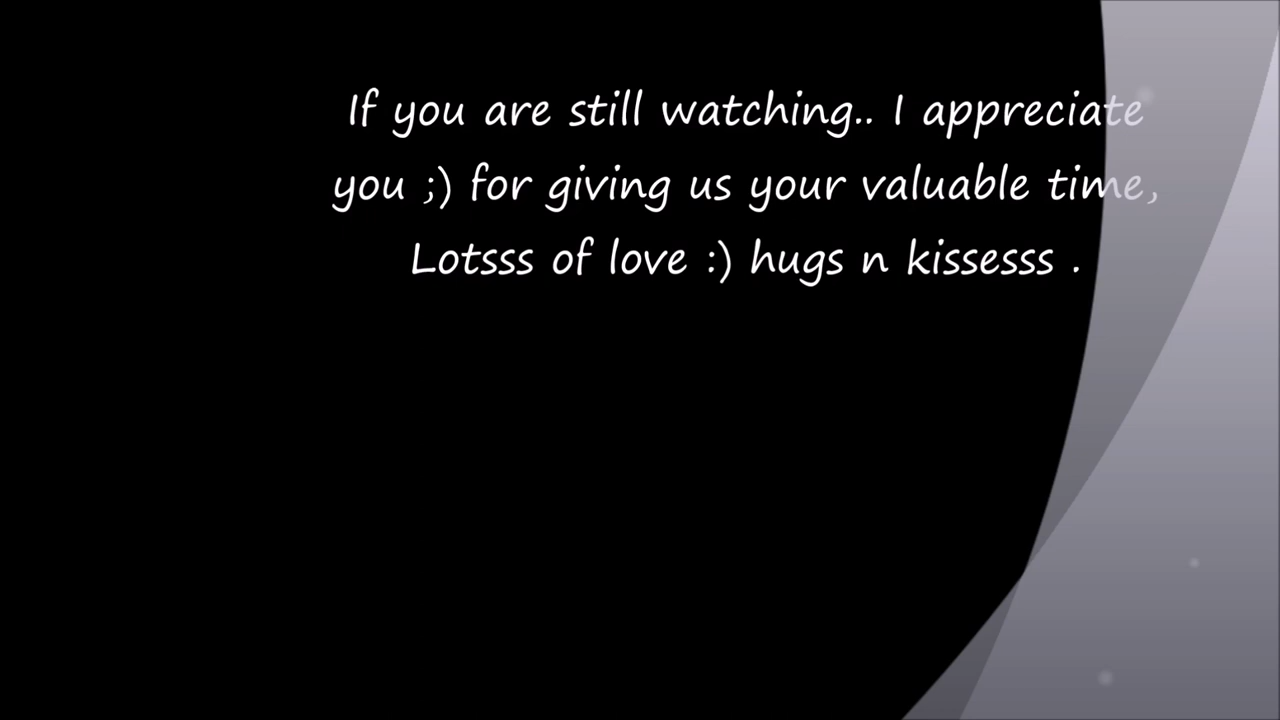 If you are still watching.. I appreciate
you ;) for giving us your valuable time,
Lotsss of love :) hugs n kissesss .